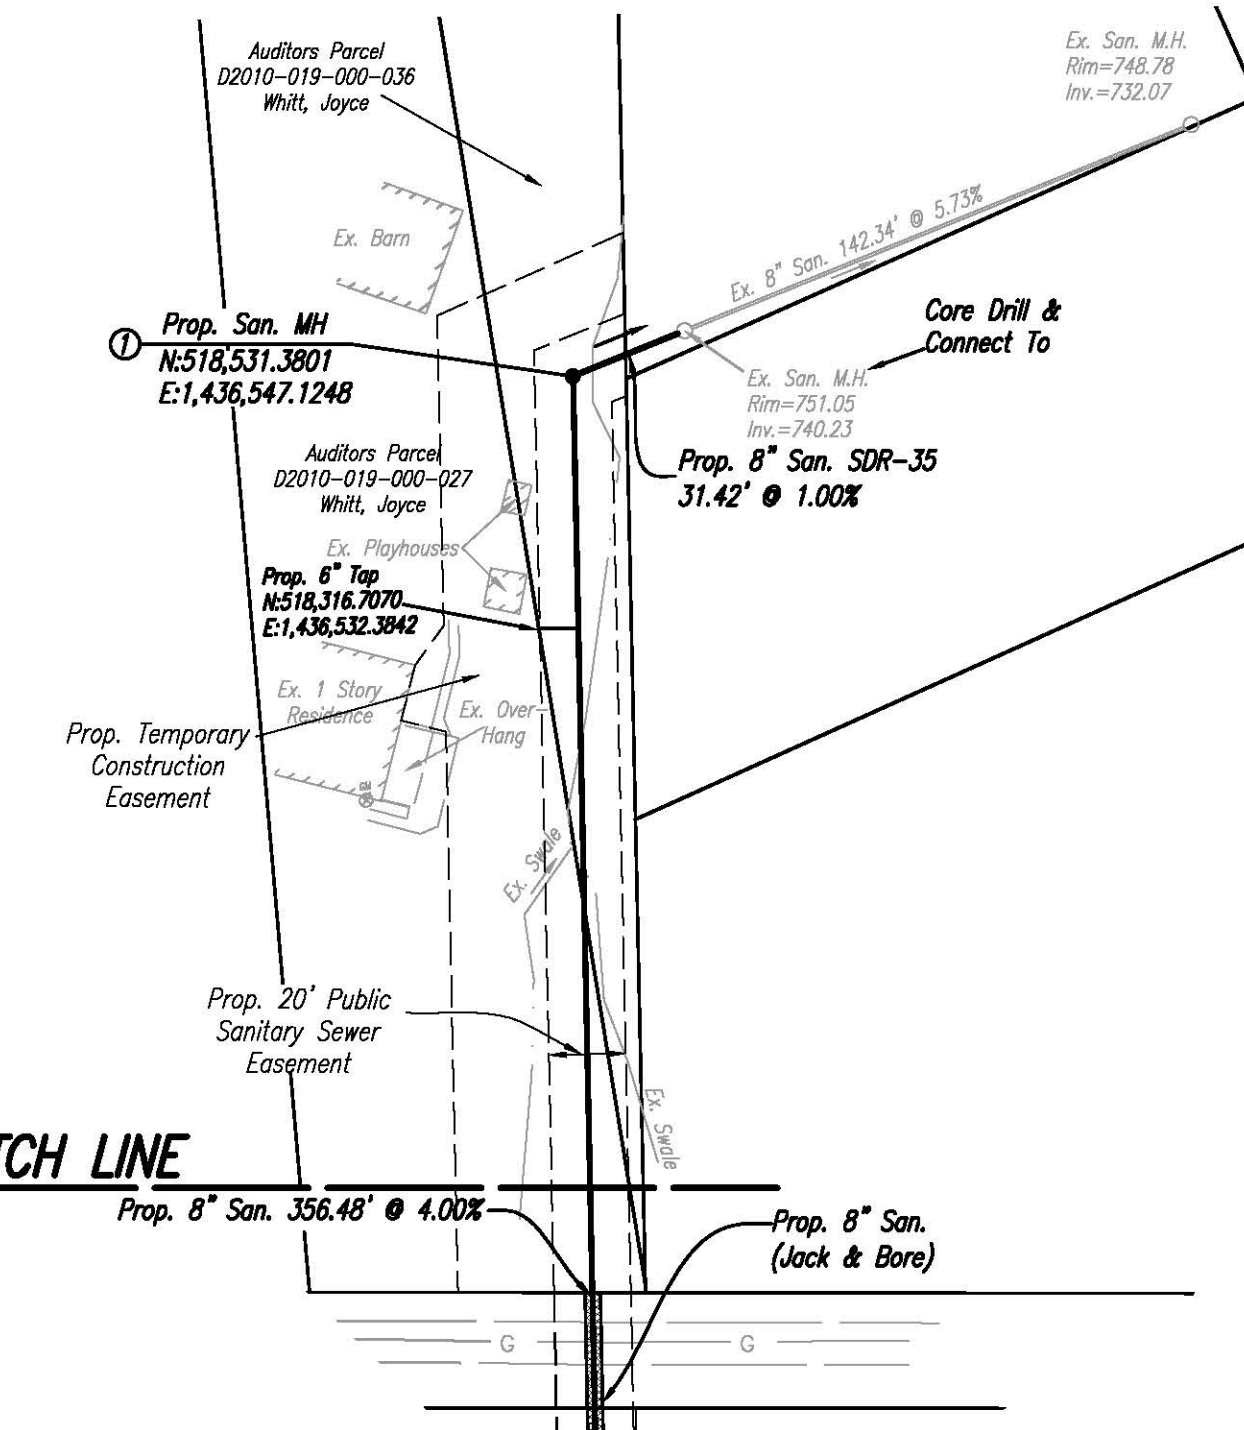 Auditors Parcel
D2010-019-000-036
Whitt, Joyce
Ex. San. M.H.
Rim=748.78
Inv.=732.07
Ex. Barn
Ex. 8" San. 142.34' @ 5.73%
Core Drill &
Connect To
1
Prop. San. MH
N:518,531.3801
E:1,436,547.1248
Ex. San. M.H.
Rim=751.05
Inv.=740.23
Prop. 8" San. SDR-35
31.42' @ 1.00%
Auditors Parcel
D2010-019-000-027
Whitt, Joyce
Ex. Playhouses
Prop. 6" Tap
N:518,316.7070
E:1,436,532.3842
Ex. 1 Story
Residence
Ex. Over-
Hang
Prop. Temporary
Construction
Easement
Ex. Swale
Prop. 20' Public
Sanitary Sewer
Easement
Ex. Swale
TCH LINE
Prop. 8" San. 356.48' @ 4.00%
Prop. 8" San.
(Jack & Bore)
G
G